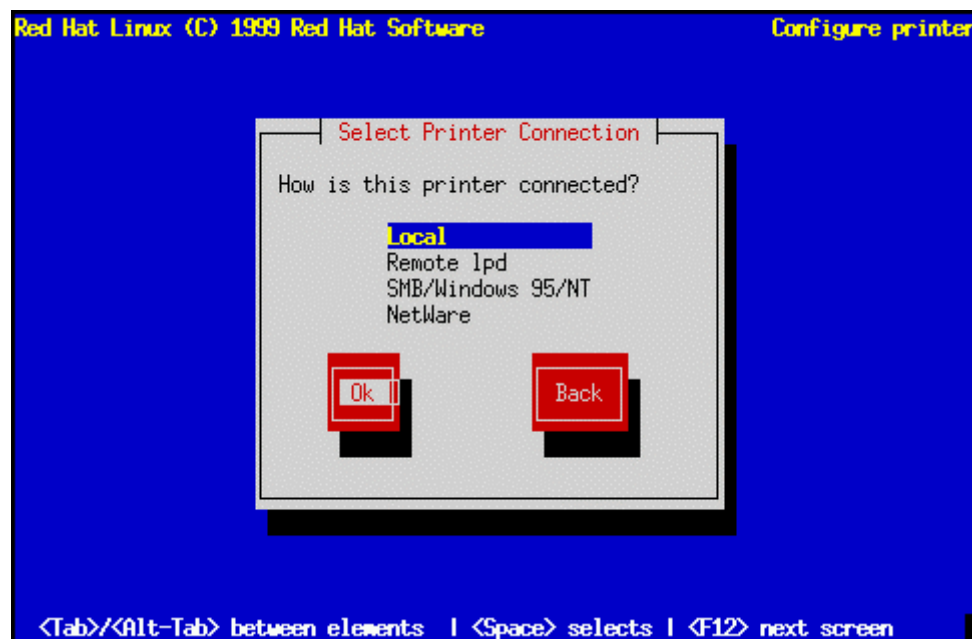 Red Hat Linux (C) 1999 Red Hat Software Configure printer
Select Printer Connection
How is this printer connected?
Local
Remote lpd
SMB/Windows 95/NT
NetWare
Ok Back
<Tab>/<Alt-Tab> between elements | <Space> selects | <F12> next screen